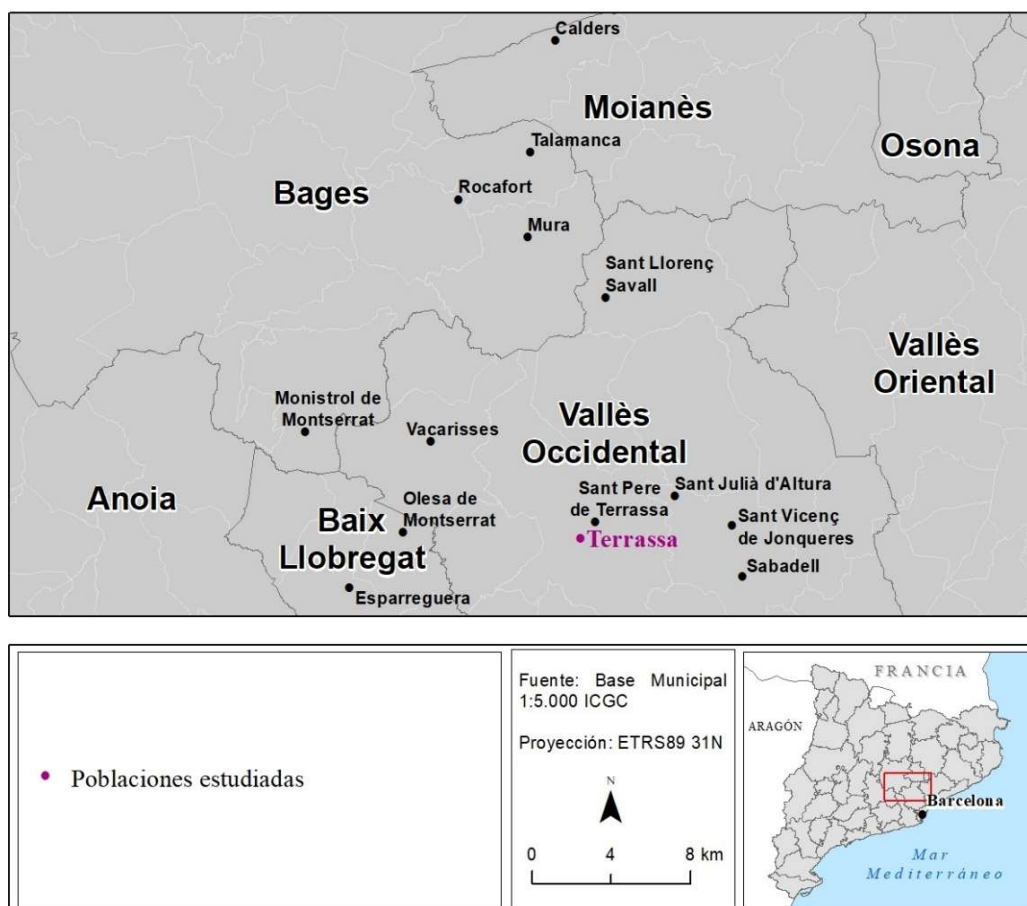 Calders
Moianès
Osona
Talamanca
Bages
Rocafort
Mura
Sant Llorenç
Savall
Vallès
Oriental
Monistrol de
Montserrat
Vacarisses
Vallès
Occidental
Anoia
Sant Julià d'Altura
Sant Pere
de Terrassa
Olesa de
Montserrat
Baix
Llobregat
Sant Vicenç
de Jonqueres
Terrassa
Sabadell
Esparreguera
Poblaciones estudiadas
Fuente: Base Municipal
1:5.000 ICGC
Proyección: ETRS89 31N
N
0 4 8 km
FRANCIA
ARAGÓN
Barcelona
Mar
Mediterráneo